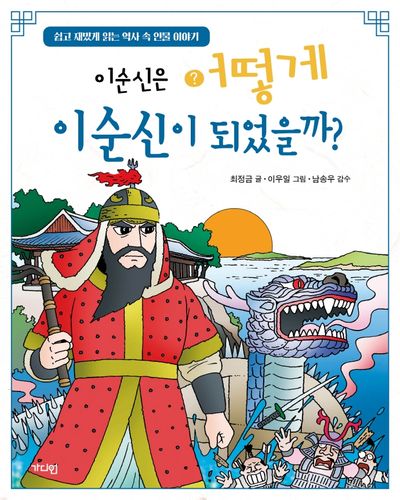 쉽고 재밌게 읽는 역사 속 인물 이야기
이순신은 ? 어떻게
이순신이 되었을까?
최정금 글 · 이우일 그림 · 남송우 감수
가디언